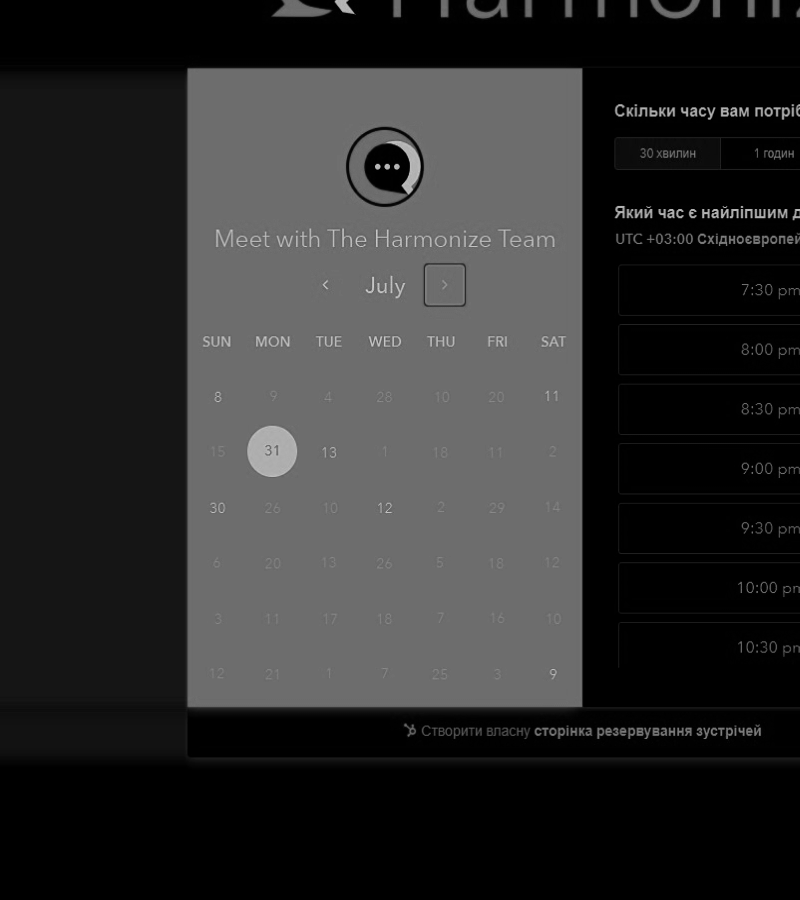 Harmoniz
Meet with The Harmonize Team
July
SUN MON TUE WED THU FRI SAT
8 9 4 28 10 20 11
15 31 13 1 18 11 2
30 26 10 12 2 29 14
6 20 13 26 5 18 12
3 11 17 18 7 16 10
12 21 1 7 25 3 9
Скільки часу вам потріб
30 хвилин 1 годин
Який час є найліпшим д
UTC +03:00 Східноєвропей
7:30 pm
8:00 pm
8:30 pm
9:00 pm
9:30 pm
10:00 pm
10:30 pm
Створити власну сторінка резервування зустрічей